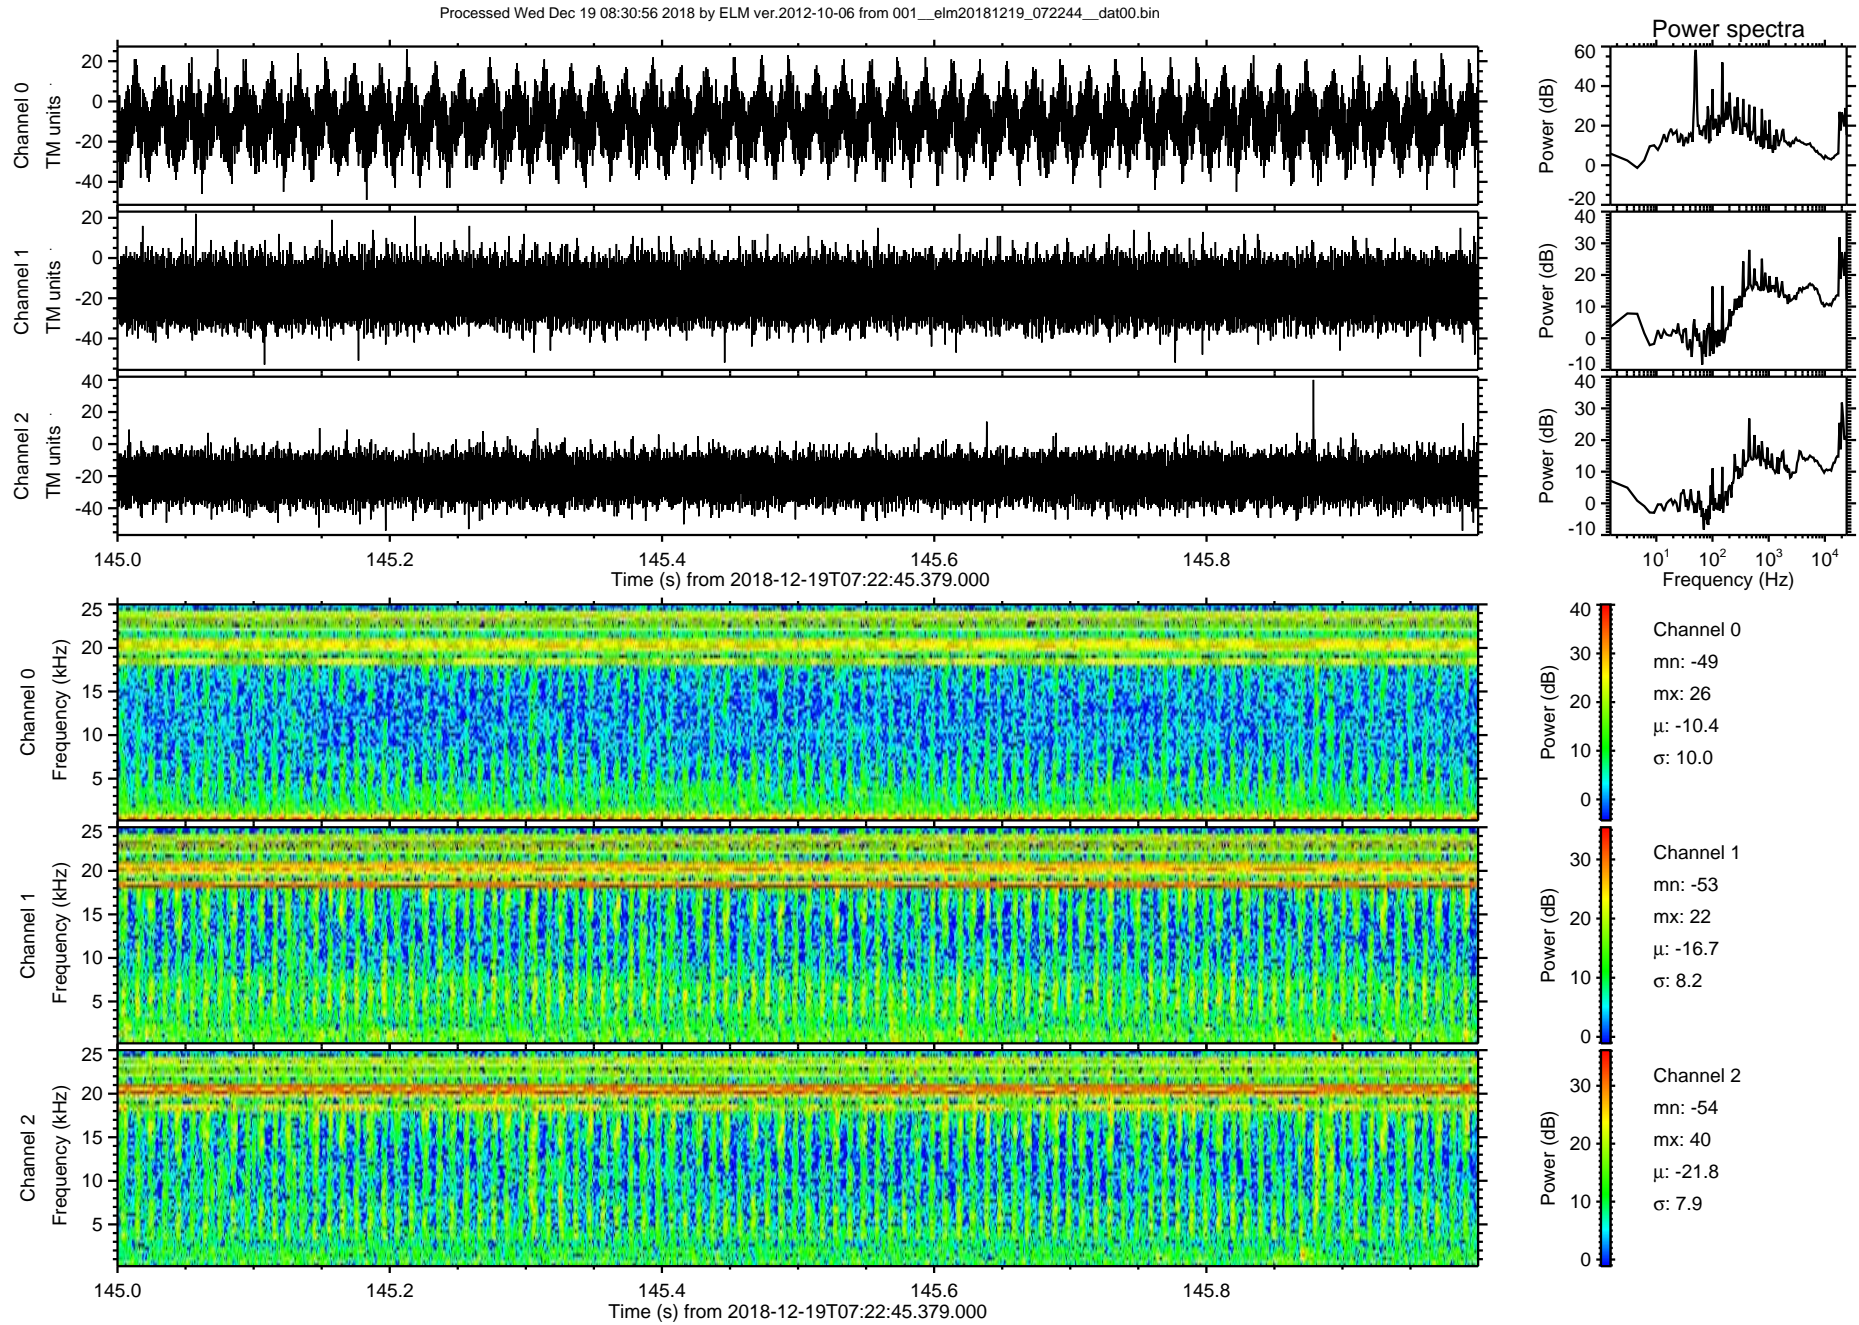 Processed Wed Dec 19 08:30:56 2018 by ELM ver.2012-10-06 from 001__elm20181219_072244__dat00.bin
Power spectra
Channel 0
TM units
20
0
-20
-40
Power (dB)
60
40
20
0
-20
Channel 1
TM units
20
0
-20
-40
Power (dB)
40
30
20
10
0
-10
Channel 2
TM units
40
20
0
-20
-40
Power (dB)
40
30
20
10
0
-10
145.0 145.2 145.4 145.6 145.8
Time (s) from 2018-12-19T07:22:45.379.000
10¹ 10² 10³ 10⁴
Frequency (Hz)
Channel 0
Frequency (kHz)
25
20
15
10
5
Power (dB)
40
30
20
10
0
Channel 0
mn: -49
mx: 26
μ: -10.4
σ: 10.0
Channel 1
Frequency (kHz)
25
20
15
10
5
Power (dB)
30
20
10
0
Channel 1
mn: -53
mx: 22
μ: -16.7
σ: 8.2
Channel 2
Frequency (kHz)
25
20
15
10
5
Power (dB)
30
20
10
0
Channel 2
mn: -54
mx: 40
μ: -21.8
σ: 7.9
145.0 145.2 145.4 145.6 145.8
Time (s) from 2018-12-19T07:22:45.379.000